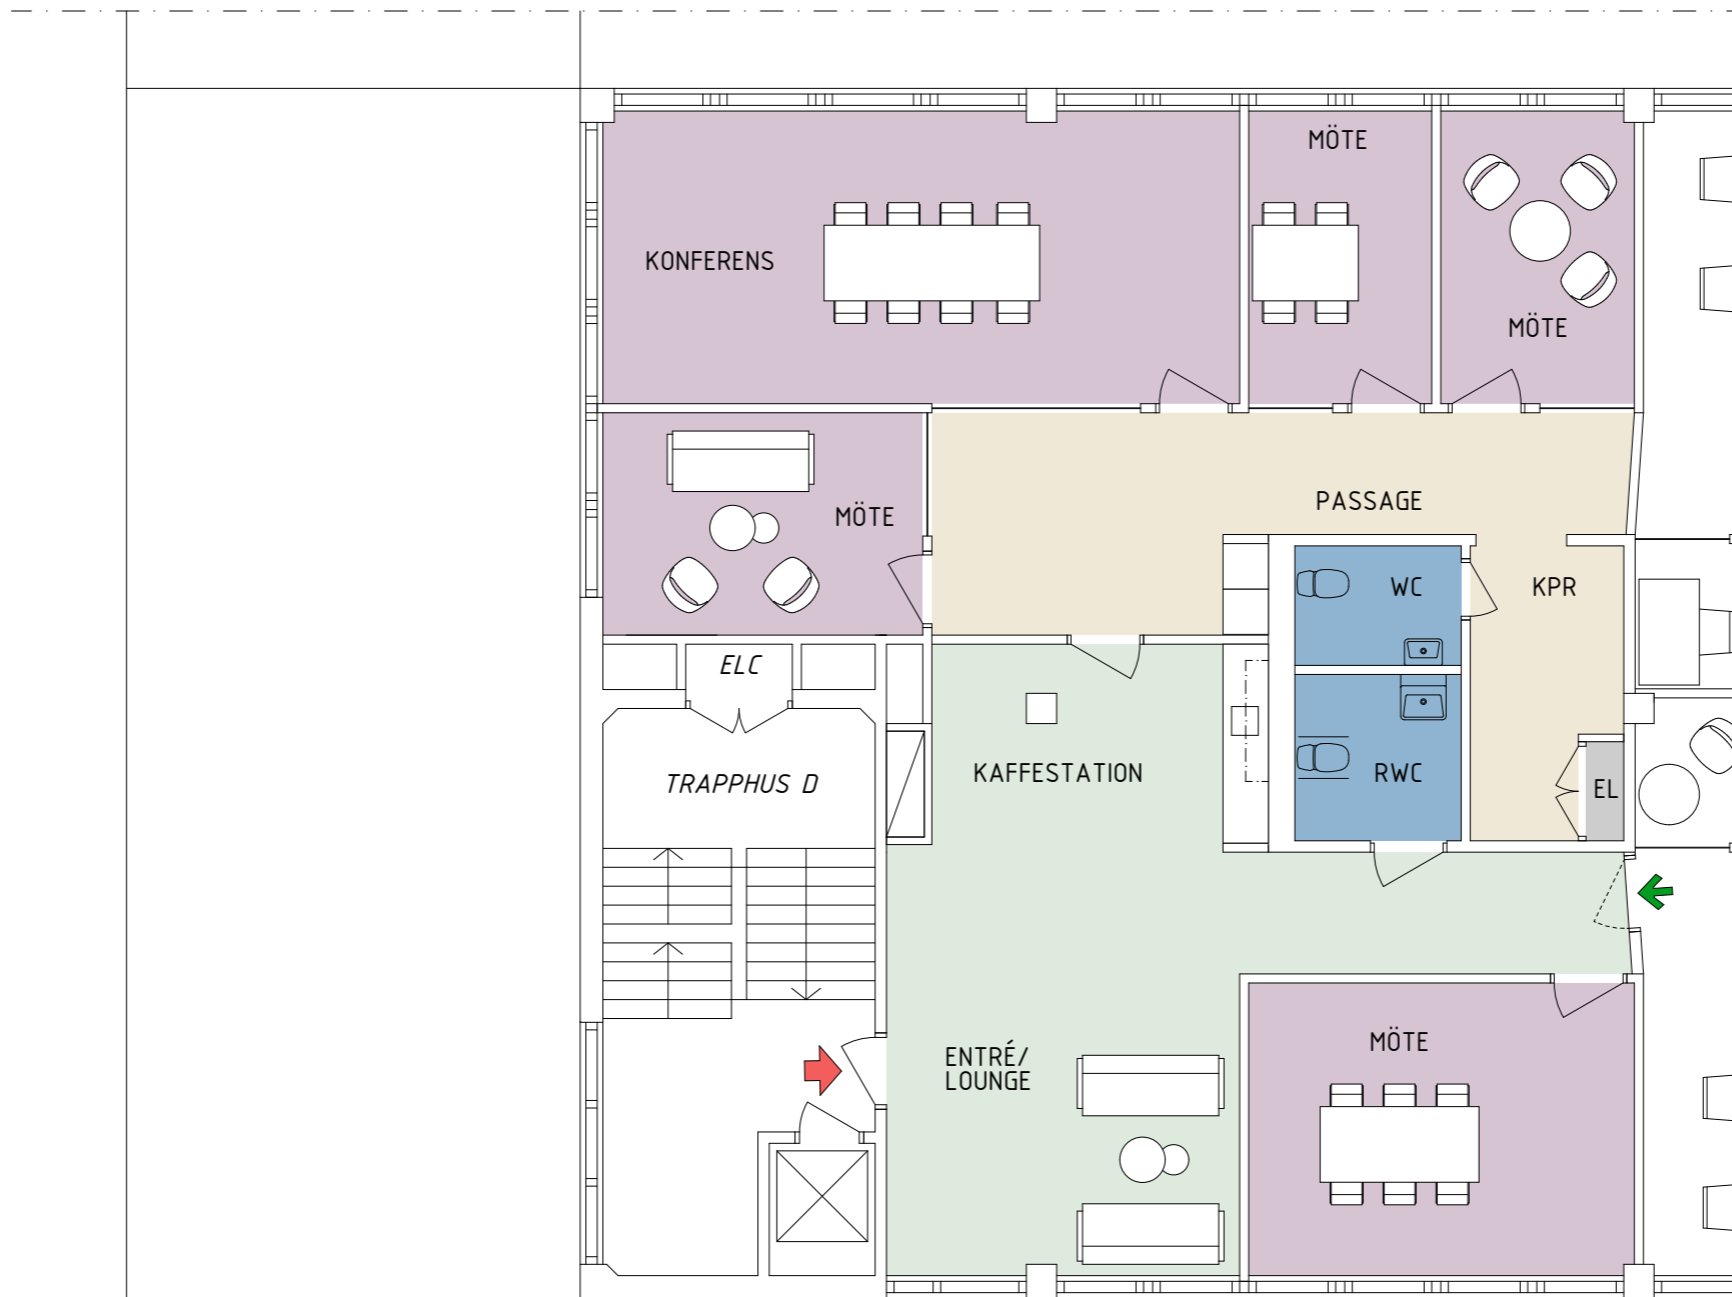 MÖTE
KONFERENS
MÖTE
PASSAGE
MÖTE
WC
KPR
ELC
KAFFESTATION
RWC
TRAPPHUS D
EL
MÖTE
ENTRÉ/
LOUNGE